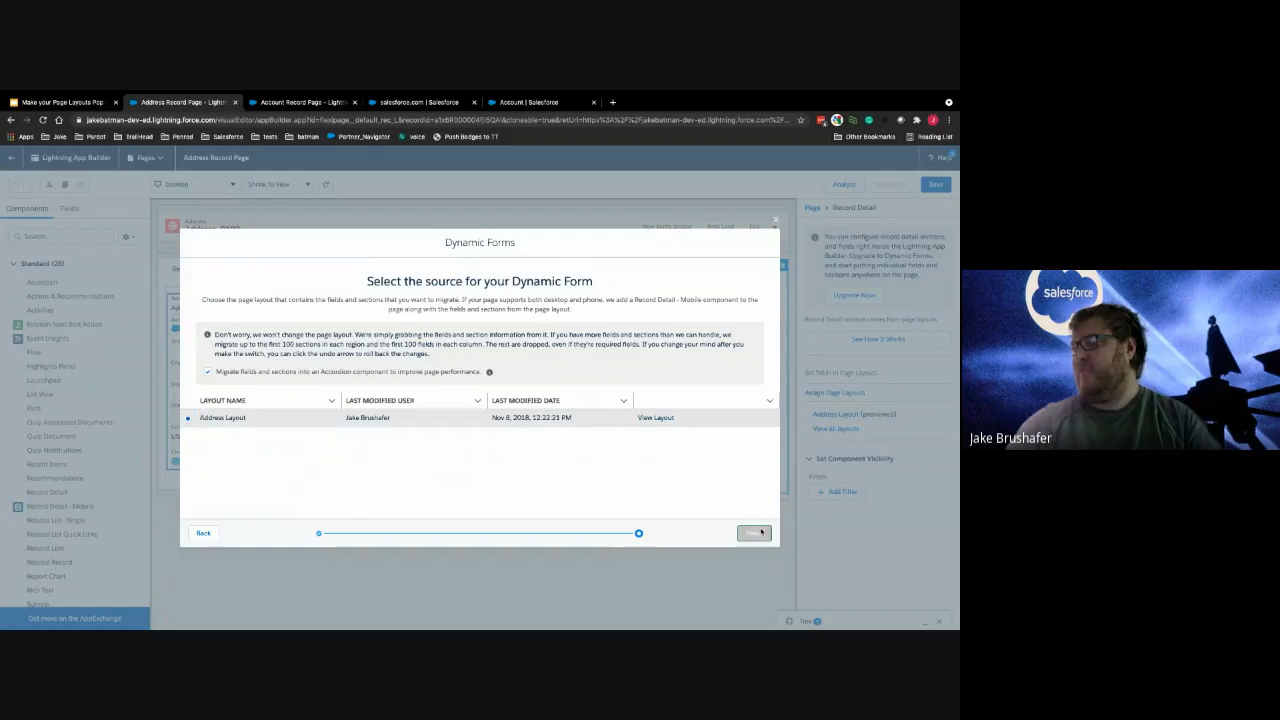 Make your Page Layouts Pop
Address Record Page - Lightn
Account Record Page - Lightni
salesforce.com | Salesforce
Account | Salesforce
Apps
Jake
Pardot
TrailHead
Penrod
Salesforce
tests
batman
Partner_Navigator
voice
Push Badges to TT
Other Bookmarks
Reading List
Lightning App Builder
Pages
Address Record Page
Help
Desktop
Shrink To View
Analyze
Save
Components
Fields
Search...
Standard (28)
Accordion
Actions & Recommendations
Activities
Einstein Next Best Action
Event Insights
Flow
Highlights Panel
Launchpad
List View
Path
Quip Associated Documents
Quip Document
Quip Notifications
Recent Items
Recommendations
Record Detail
Record Detail - Mobile
Related List - Single
Related List Quick Links
Related Lists
Related Record
Report Chart
Rich Text
Surveys
Get more on the AppExchange
Address
Dynamic Forms
Select the source for your Dynamic Form
Choose the page layout that contains the fields and sections that you want to migrate. If your page supports both desktop and phone, we add a Record Detail - Mobile component to the
page along with the fields and sections from the page layout.
Don't worry, we won't change the page layout. We're simply grabbing the field and section information from it. If you have more fields and sections than we can handle, we
migrate up to the first 100 sections in each region and the first 100 fields in each column. The rest are dropped, even if they're required fields. If you change your mind after you
make the switch, you can click the undo arrow to roll back the changes.
Migrate fields and sections into an Accordion component to improve page performance.
LAYOUT NAME
LAST MODIFIED USER
LAST MODIFIED DATE
Address Layout
Jake Brushafer
Nov 8, 2018, 12:22:21 PM
View Layout
Back
Page > Record Detail
You can configure record detail sections
and fields right inside the Lightning App
Builder. Upgrade to Dynamic Forms,
and start putting individual fields and
sections anywhere on the page.
Upgrade Now
Record Detail content comes from page layouts.
See How It Works
Set fields in Page Layout:
Assign Page Layouts
Address Layout (previewed)
View all layouts
Set Component Visibility
Filters
+ Add Filter
Tree
salesforce
Jake Brushafer